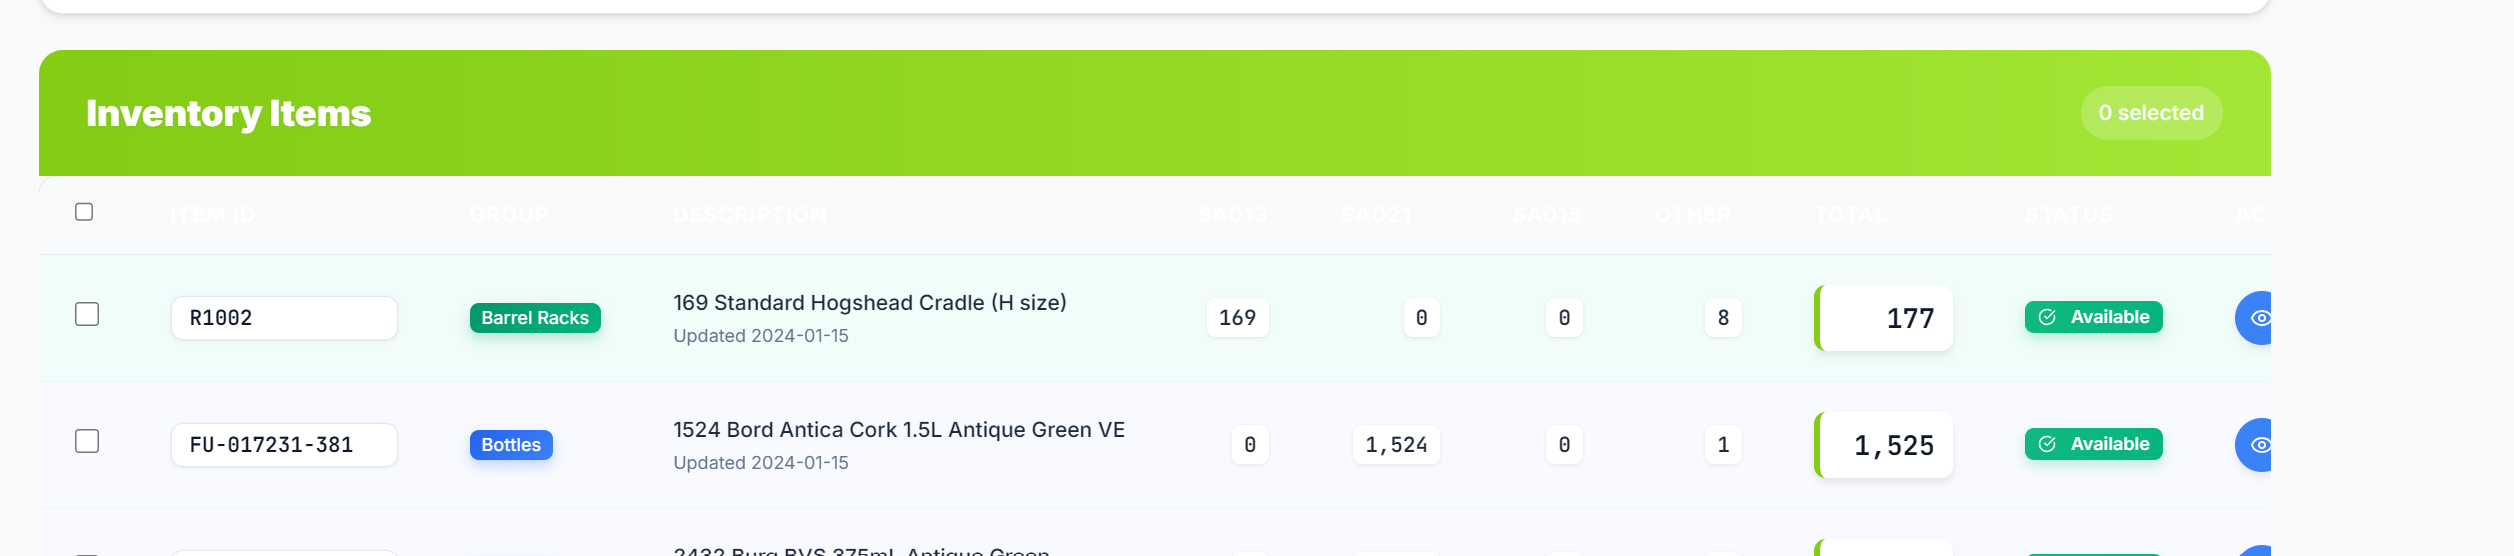 Inventory Items
0 selected
ITEM ID GROUP DESCRIPTION SA013 SA021 SA015 OTHER TOTAL STATUS
R1002 Barrel Racks 169 Standard Hogshead Cradle (H size) 169 0 0 8 177 Available
Updated 2024-01-15
FU-017231-381 Bottles 1524 Bord Antica Cork 1.5L Antique Green VE 0 1,524 0 1 1,525 Available
Updated 2024-01-15
2432 Burg BVS 375mL Antique Green